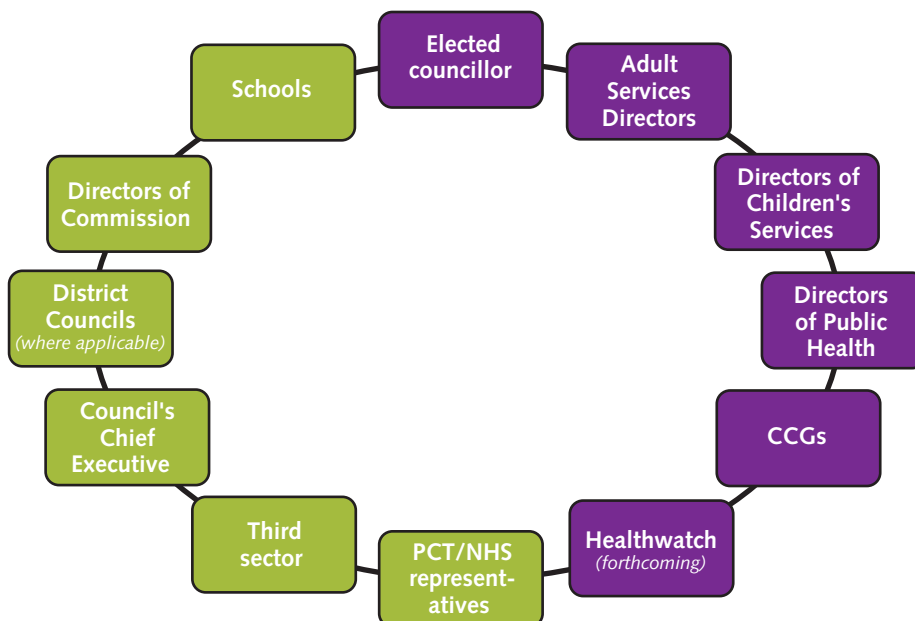 Elected
councillor
Adult
Services
Directors
Directors of
Children's
Services
Directors
of Public
Health
CCGs
Healthwatch
(forthcoming)
PCT/NHS
represent-
atives
Third
sector
Council's
Chief
Executive
District
Councils
(where applicable)
Directors of
Commission
Schools